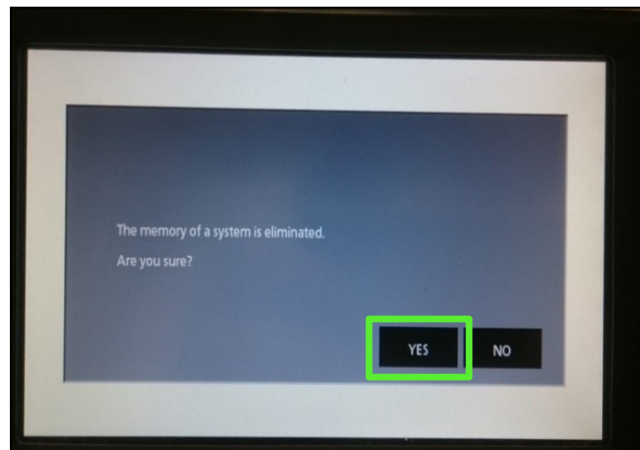 The memory of a system is eliminated.
Are you sure?
YES NO